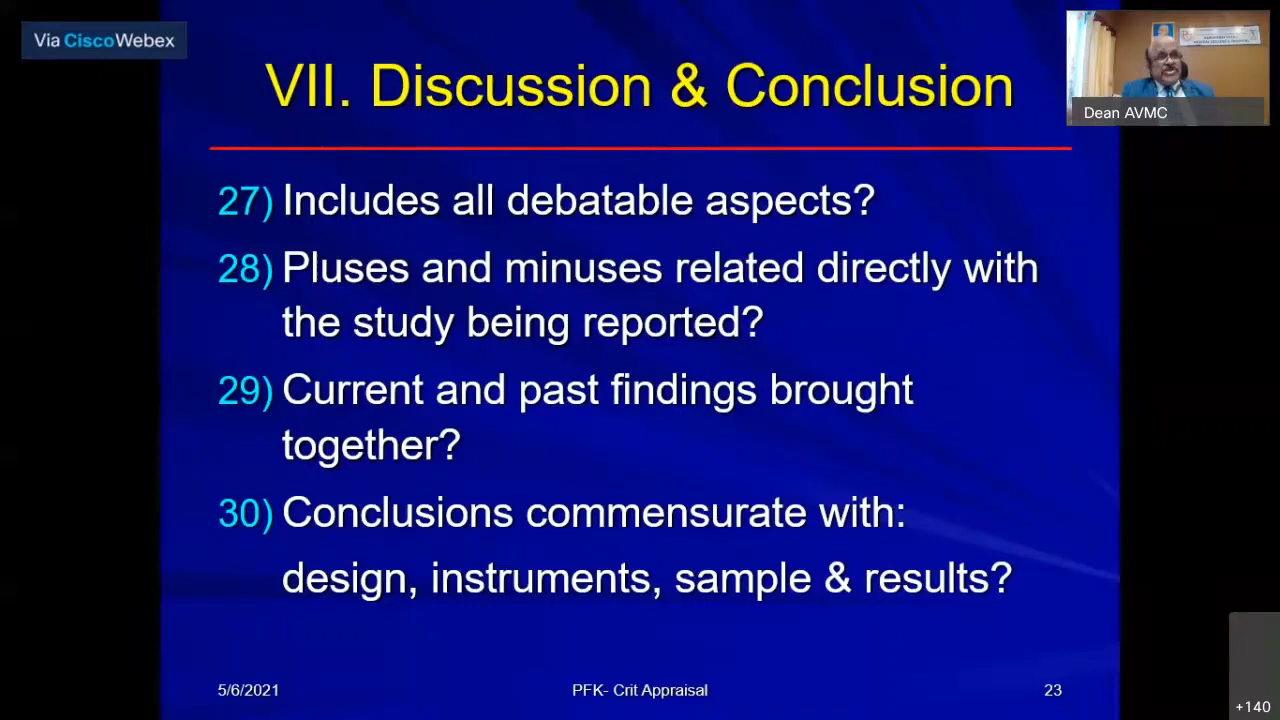 Via CiscoWebex
VII. Discussion & Conclusion
Dean AVMC
27) Includes all debatable aspects?
28) Pluses and minuses related directly with
the study being reported?
29) Current and past findings brought
together?
30) Conclusions commensurate with:
design, instruments, sample & results?
5/6/2021
PFK- Crit Appraisal
23
+140